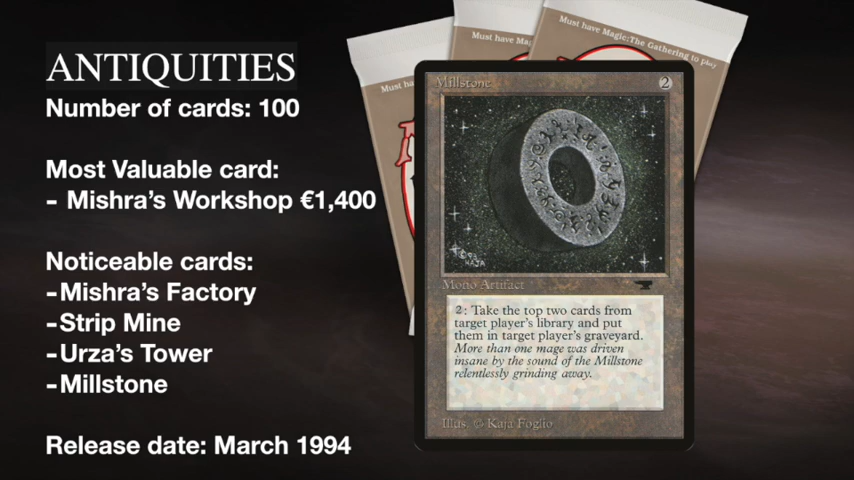 ANTIQUITIES
Number of cards: 100
Most Valuable card:
- Mishra's Workshop €1,400
Noticeable cards:
-Mishra's Factory
-Strip Mine
-Urza's Tower
-Millstone
Release date: March 1994
Must ha
Must have Ma
Must have Magic:The Gathering to play
Millstone 2
Mono Artifact
2: Take the top two cards from
target player's library and put
them in target player's graveyard.
More than one mage was driven
insane by the sound of the Millstone
relentlessly grinding away.
Illus. © Kaja Foglio